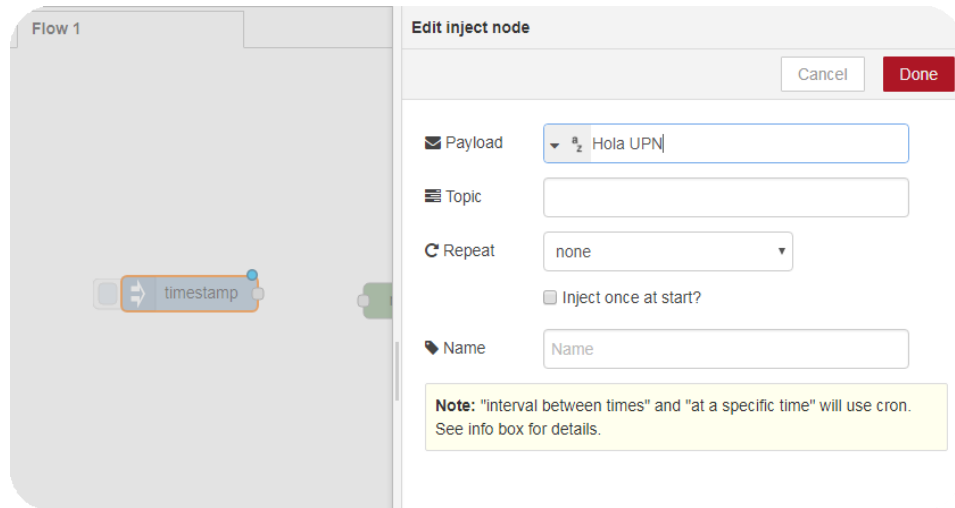 Flow 1
Edit inject node
Cancel
Done
Payload
Hola UPN
Topic
Repeat
none
timestamp
Inject once at start?
Name
Name
Note: "interval between times" and "at a specific time" will use cron.
See info box for details.